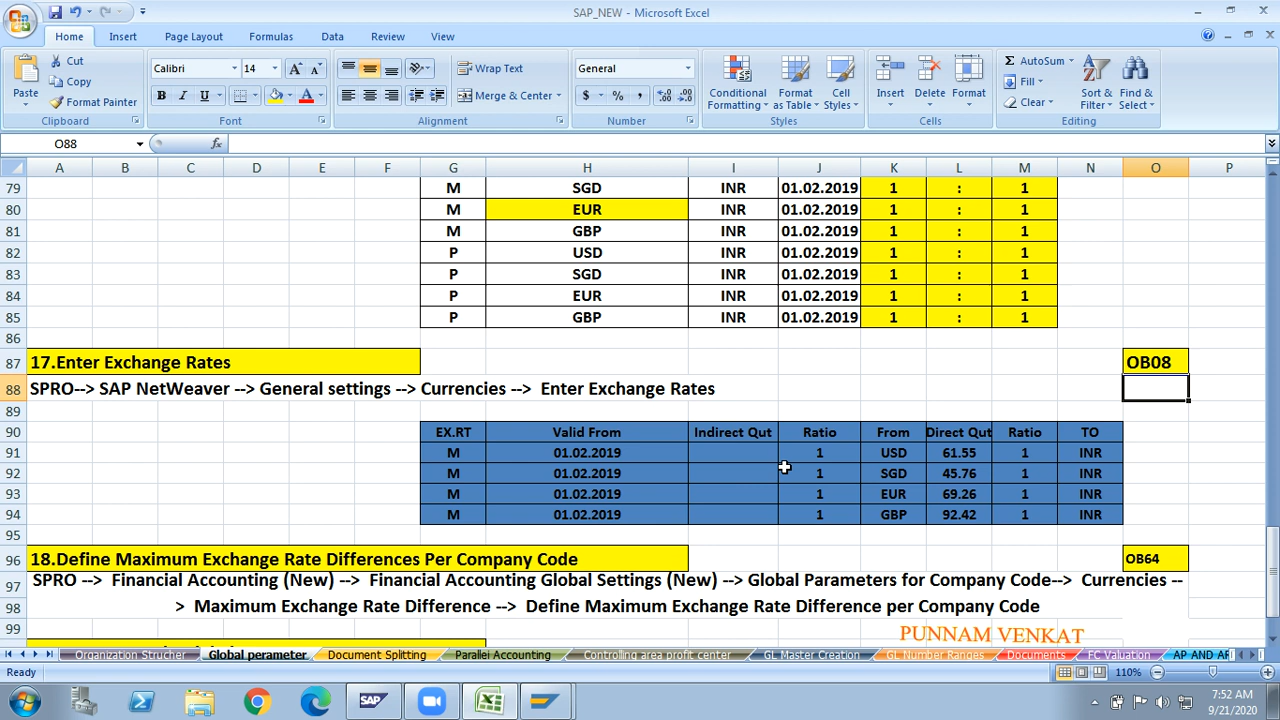 SAP_NEW - Microsoft Excel
Home Insert Page Layout Formulas Data Review View
Paste Cut Copy Format Painter Clipboard
Calibri 14 A A B I U A Font
Wrap Text Merge & Center Alignment
General $ % , Number
Conditional Formatting Format as Table Cell Styles Styles
Insert Delete Format Cells
Σ AutoSum Fill Clear Sort & Filter Find & Select Editing
O88 fx
A B C D E F G H I J K L M N O P
79 M SGD INR 01.02.2019 1 : 1
80 M EUR INR 01.02.2019 1 : 1
81 M GBP INR 01.02.2019 1 : 1
82 P USD INR 01.02.2019 1 : 1
83 P SGD INR 01.02.2019 1 : 1
84 P EUR INR 01.02.2019 1 : 1
85 P GBP INR 01.02.2019 1 : 1
86
87 17.Enter Exchange Rates OB08
88 SPRO--> SAP NetWeaver --> General settings --> Currencies --> Enter Exchange Rates
89
90 EX.RT Valid From Indirect Qut Ratio From Direct Qut Ratio TO
91 M 01.02.2019 1 USD 61.55 1 INR
92 M 01.02.2019 1 SGD 45.76 1 INR
93 M 01.02.2019 1 EUR 69.26 1 INR
94 M 01.02.2019 1 GBP 92.42 1 INR
95
96 18.Define Maximum Exchange Rate Differences Per Company Code OB64
97 SPRO --> Financial Accounting (New) --> Financial Accounting Global Settings (New) --> Global Parameters for Company Code--> Currencies --
98 > Maximum Exchange Rate Difference --> Define Maximum Exchange Rate Difference per Company Code
99
PUNNAM VENKAT
Organization Strucher Global perameter Document Splitting Parallei Accounting Controlling area profit center GL Master Creation GL Number Ranges Documents FC Valuation AP AND AF
Ready 110%
SAP
7:52 AM
9/21/2020